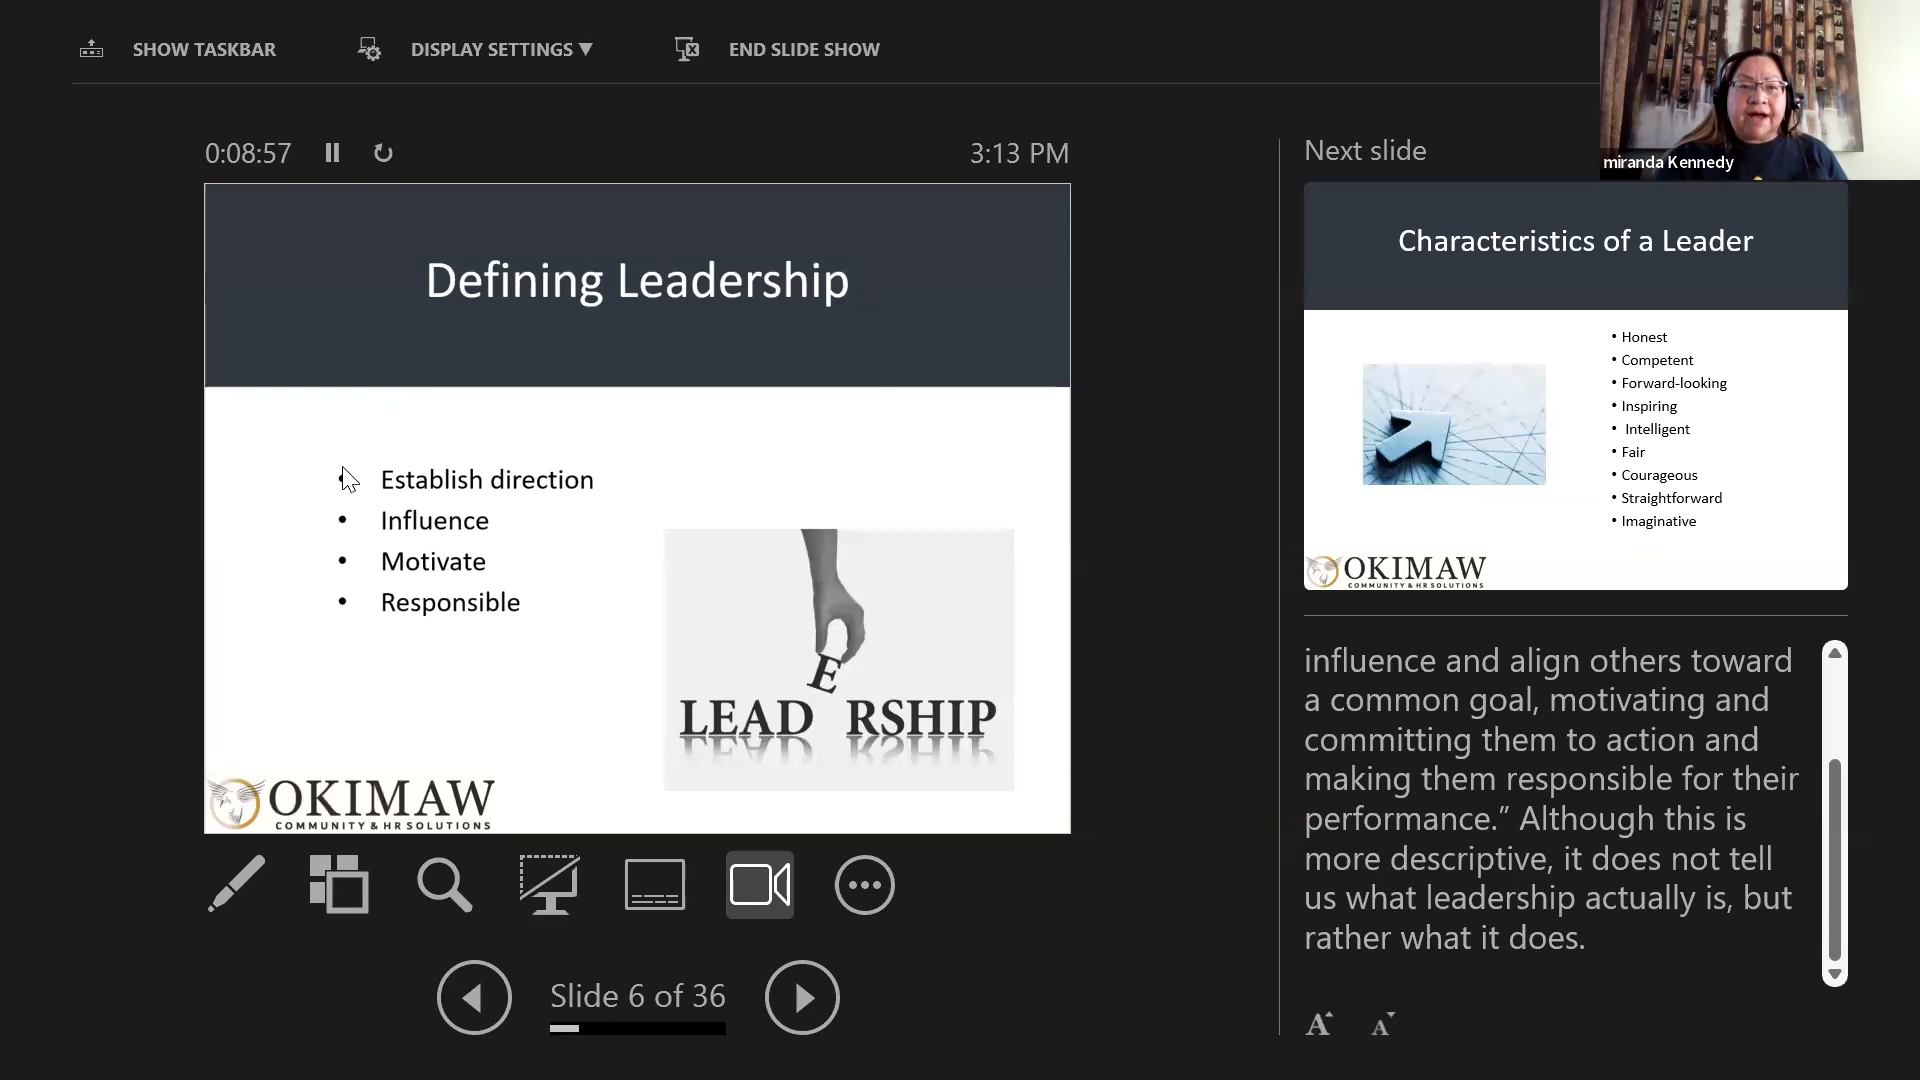 SHOW TASKBAR
DISPLAY SETTINGS ▼
END SLIDE SHOW
miranda Kennedy
0:08:57
3:13 PM
Defining Leadership
• Establish direction
• Influence
• Motivate
• Responsible
E
LEAD RSHIP
OKIMAW
COMMUNITY & HR SOLUTIONS
Slide 6 of 36
Next slide
Characteristics of a Leader
• Honest
• Competent
• Forward-looking
• Inspiring
• Intelligent
• Fair
• Courageous
• Straightforward
• Imaginative
OKIMAW
COMMUNITY & HR SOLUTIONS
influence and align others toward
a common goal, motivating and
committing them to action and
making them responsible for their
performance.” Although this is
more descriptive, it does not tell
us what leadership actually is, but
rather what it does.
A A